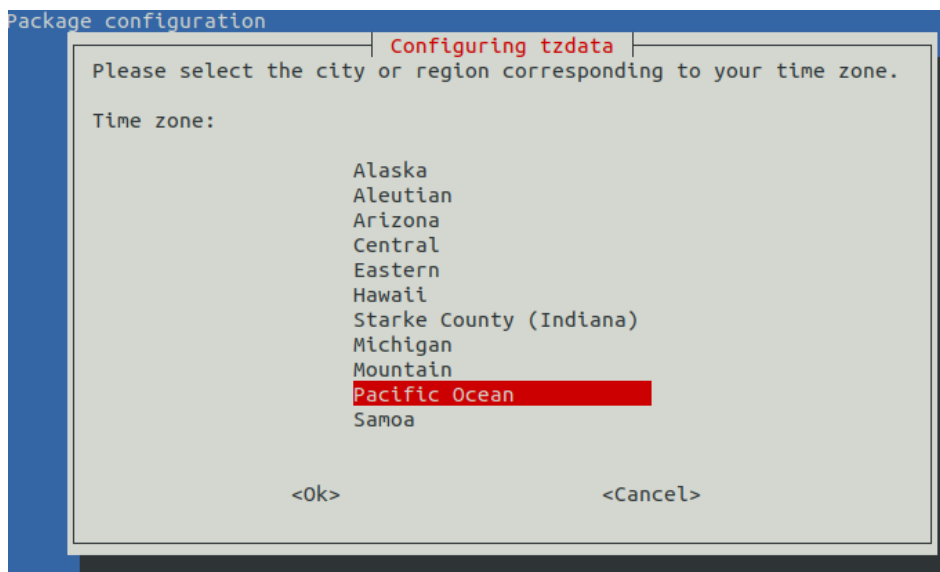 Package configuration
Configuring tzdata
Please select the city or region corresponding to your time zone.
Time zone:
Alaska
Aleutian
Arizona
Central
Eastern
Hawaii
Starke County (Indiana)
Michigan
Mountain
Pacific Ocean
Samoa
<Ok> <Cancel>